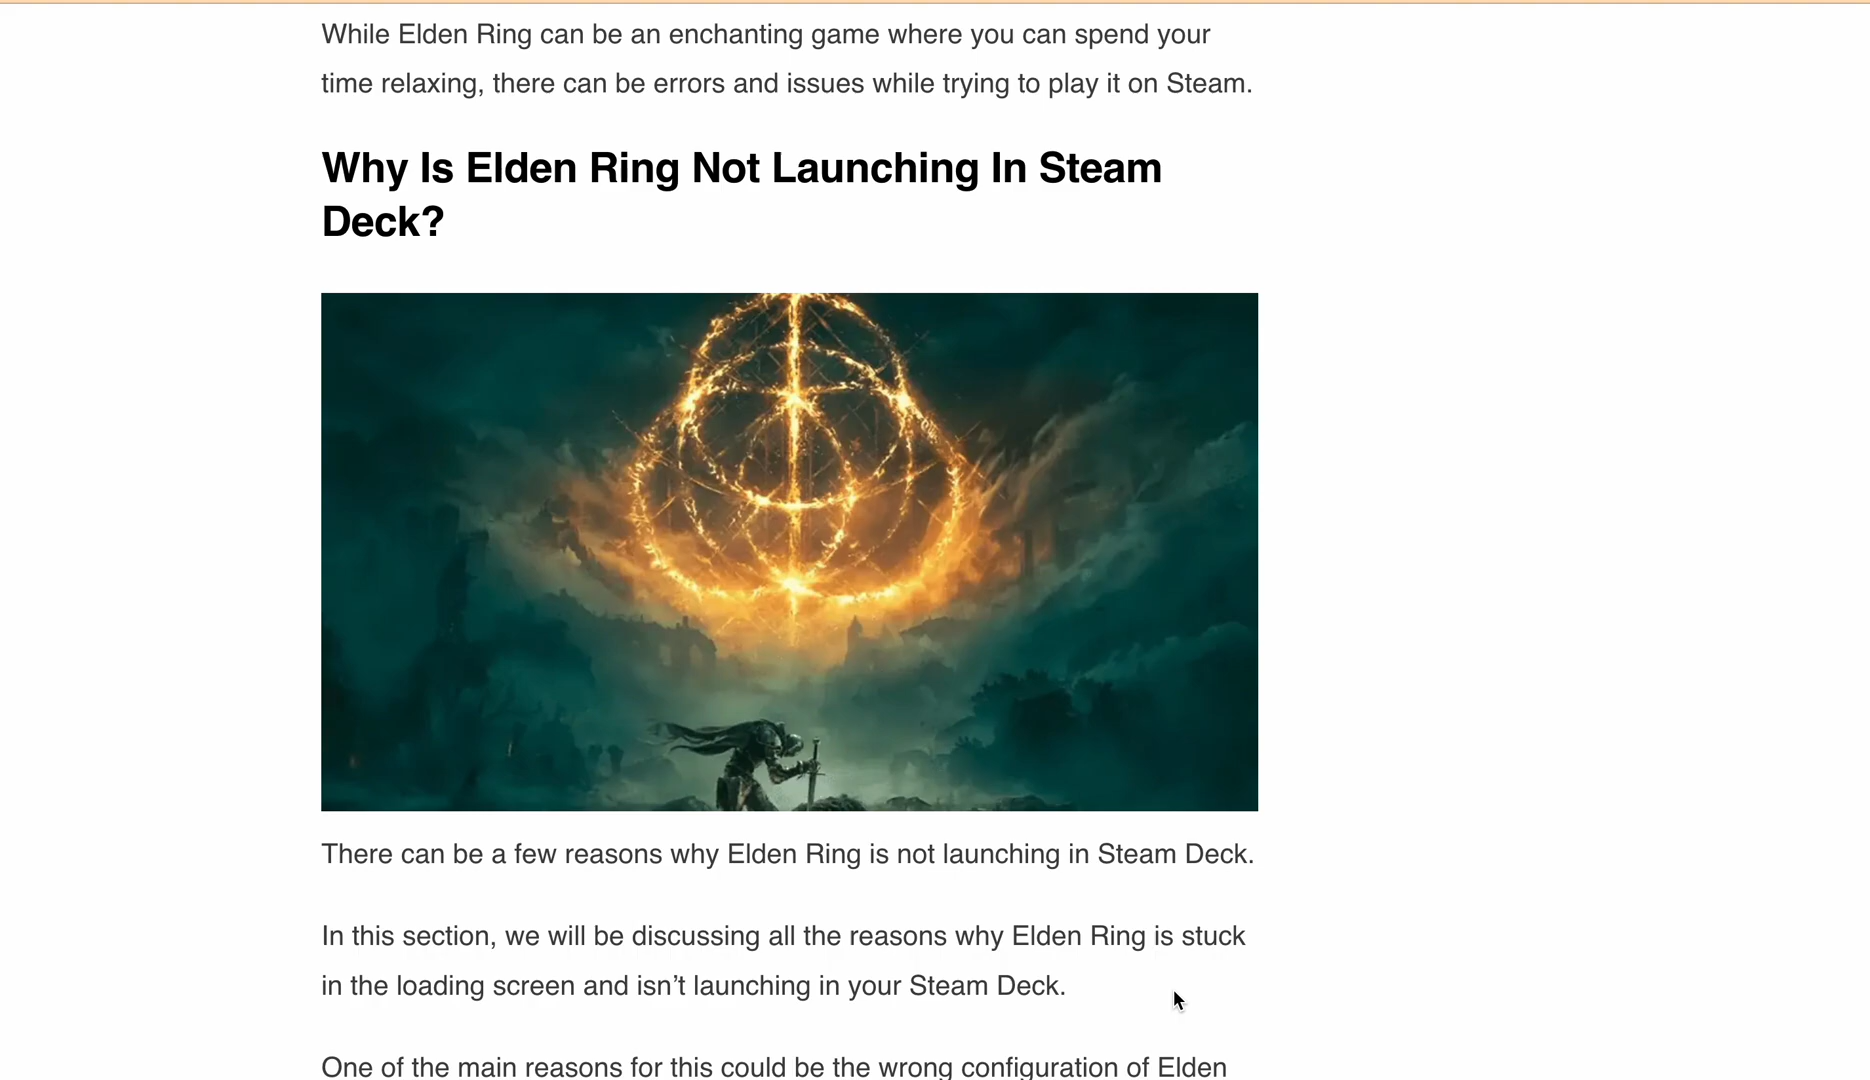 While Elden Ring can be an enchanting game where you can spend your
time relaxing, there can be errors and issues while trying to play it on Steam.
Why Is Elden Ring Not Launching In Steam
Deck?
There can be a few reasons why Elden Ring is not launching in Steam Deck.
In this section, we will be discussing all the reasons why Elden Ring is stuck
in the loading screen and isn’t launching in your Steam Deck.
One of the main reasons for this could be the wrong configuration of Elden